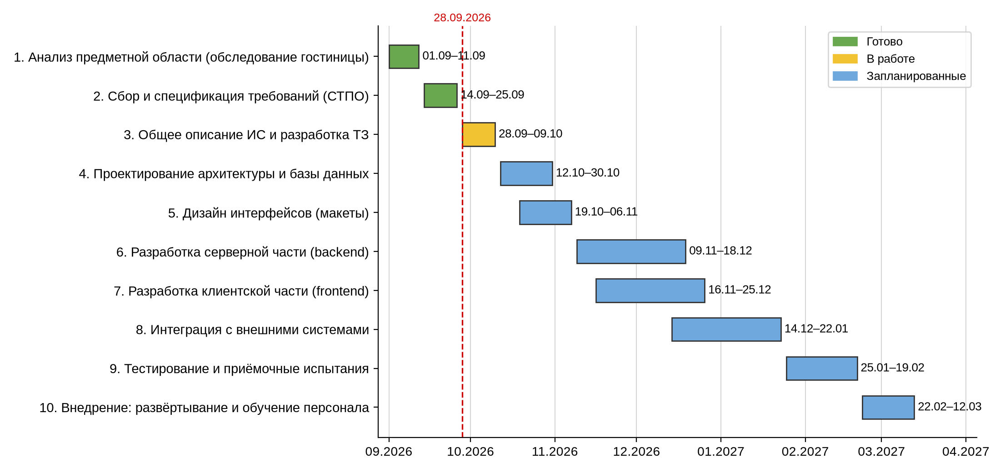 28.09.2026
Готово
В работе
Запланированные
1. Анализ предметной области (обследование гостиницы)
01.09–11.09
2. Сбор и спецификация требований (СТПО)
14.09–25.09
3. Общее описание ИС и разработка ТЗ
28.09–09.10
4. Проектирование архитектуры и базы данных
12.10–30.10
5. Дизайн интерфейсов (макеты)
19.10–06.11
6. Разработка серверной части (backend)
09.11–18.12
7. Разработка клиентской части (frontend)
16.11–25.12
8. Интеграция с внешними системами
14.12–22.01
9. Тестирование и приёмочные испытания
25.01–19.02
10. Внедрение: развёртывание и обучение персонала
22.02–12.03
09.2026
10.2026
11.2026
12.2026
01.2027
02.2027
03.2027
04.2027